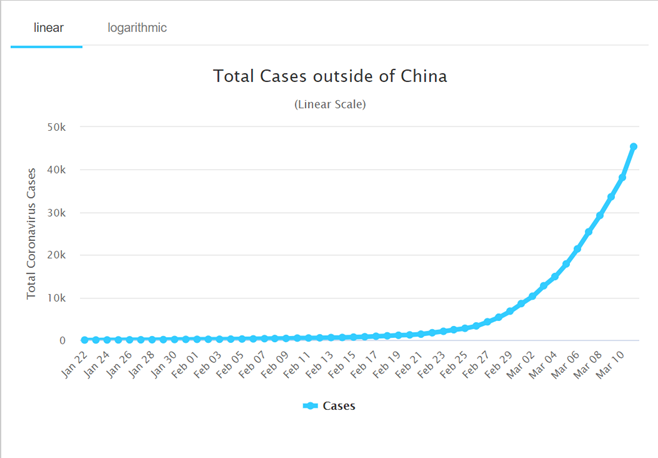 linear logarithmic
Total Cases outside of China
(Linear Scale)
Total Coronavirus Cases
50k
40k
30k
20k
10k
0
Jan 22 Jan 24 Jan 26 Jan 28 Jan 30 Feb 01 Feb 03 Feb 05 Feb 07 Feb 09 Feb 11 Feb 13 Feb 15 Feb 17 Feb 19 Feb 21 Feb 23 Feb 25 Feb 27 Feb 29 Mar 02 Mar 04 Mar 06 Mar 08 Mar 10
Cases